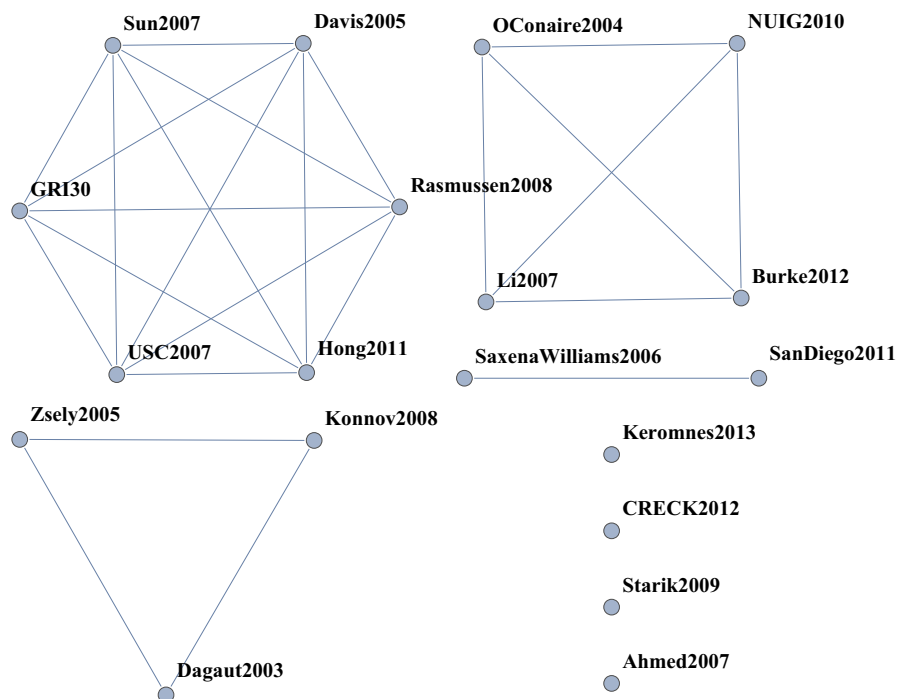 Sun2007
Davis2005
OConaire2004
NUIG2010
GRI30
Rasmussen2008
Li2007
Burke2012
USC2007
Hong2011
SaxenaWilliams2006
SanDiego2011
Zsely2005
Konnov2008
Keromnes2013
CRECK2012
Starik2009
Dagaut2003
Ahmed2007